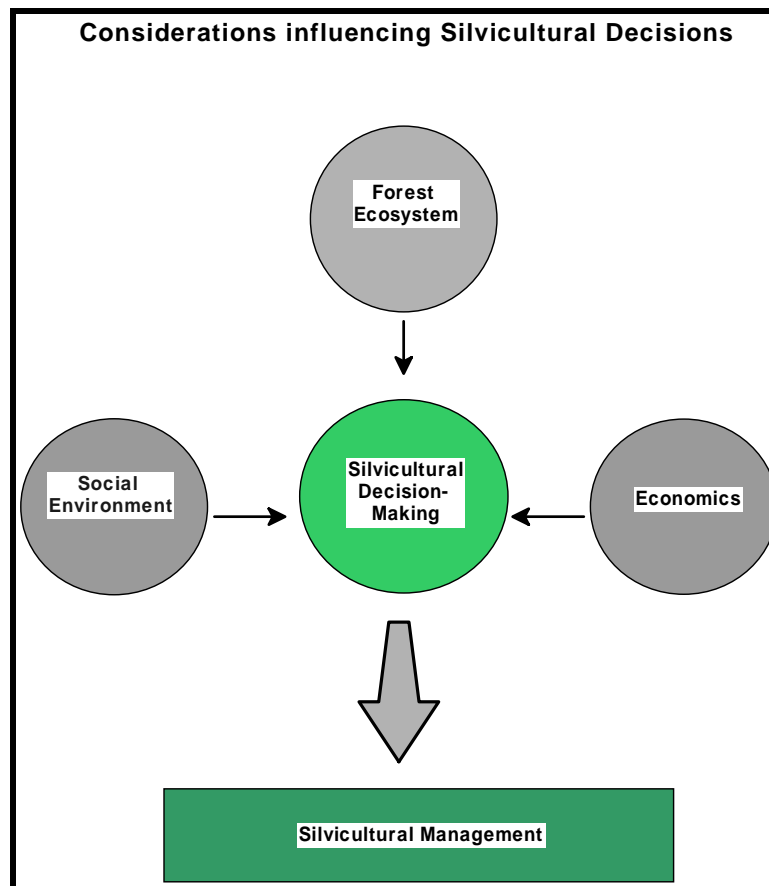 Considerations influencing Silvicultural Decisions
Forest
Ecosystem
Social
Environment
Silvicultural
Decision-
Making
Economics
Silvicultural Management